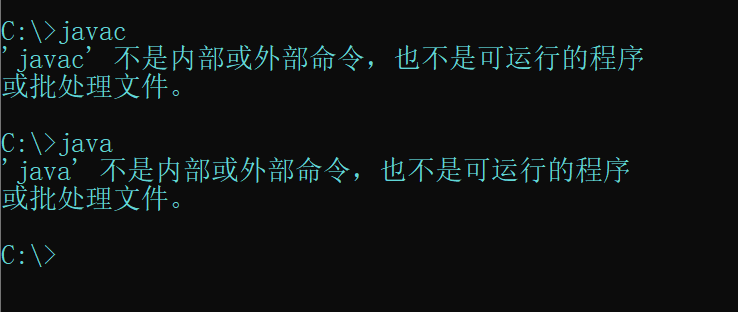 C:\>javac
'javac' 不是内部或外部命令，也不是可运行的程序
或批处理文件。
C:\>java
'java' 不是内部或外部命令，也不是可运行的程序
或批处理文件。
C:\>